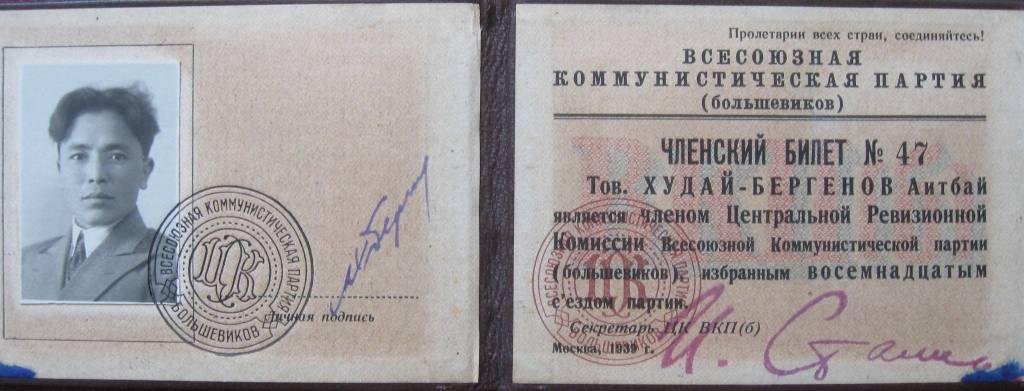 ВСЕСОЮЗНАЯ КОММУНИСТИЧЕСКАЯ ПАРТИЯ
БОЛЬШЕВИКОВ
ЦК
Личная подпись
Пролетарии всех стран, соединяйтесь!
ВСЕСОЮЗНАЯ
КОММУНИСТИЧЕСКАЯ ПАРТИЯ
(большевиков)
ЧЛЕНСКИЙ БИЛЕТ № 47
Тов. ХУДАЙ-БЕРГЕНОВ Аитбай
является членом Центральной Ревизионной
Комиссии Всесоюзной Коммунистической партии
(большевиков), избранным восемнадцатым
с'ездом партии.
Секретарь ЦК ВКП(б)
Москва, 1939 г.
И. Сталин